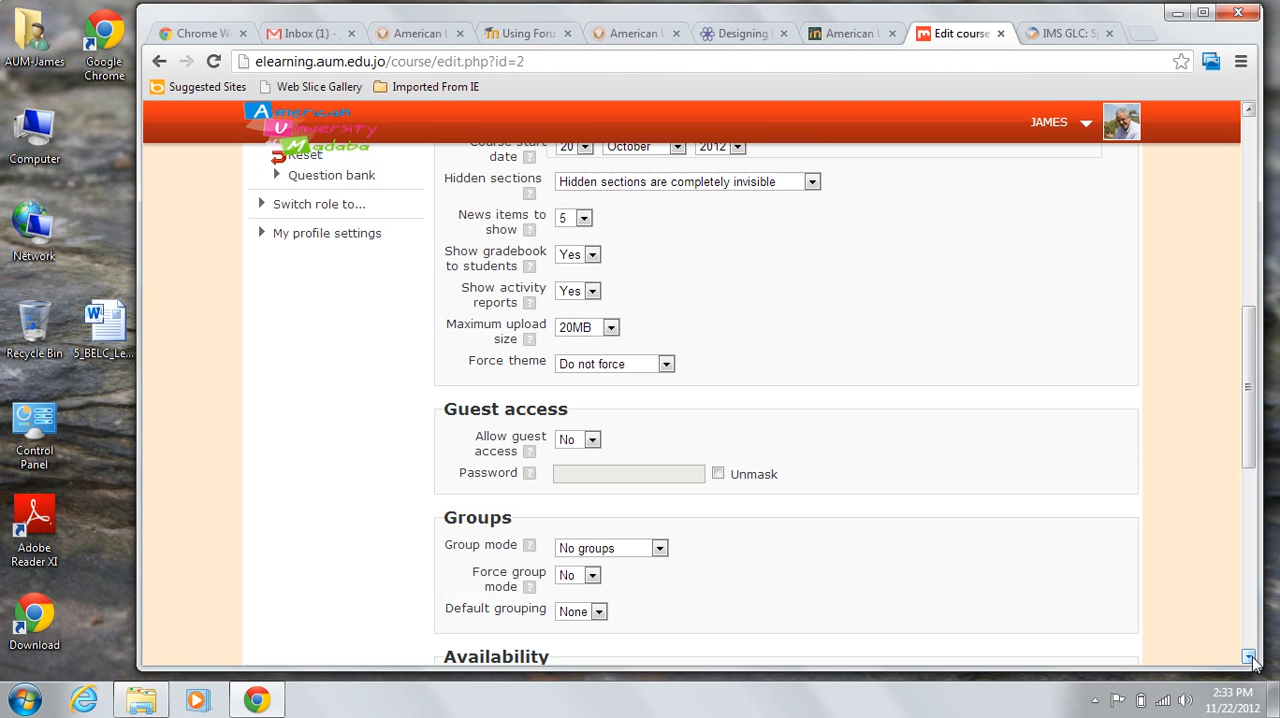 AUM-James
Google
Chrome
Computer
Network
Recycle Bin
5_BELC_Le...
Control
Panel
Adobe
Reader XI
Download
Chrome W
Inbox (1) -
American U
Using Foru
American U
Designing
American U
Edit course
IMS GLC: S
elearning.aum.edu.jo/course/edit.php?id=2
Suggested Sites
Web Slice Gallery
Imported From IE
American
University
Madaba
JAMES
Reset
Question bank
Switch role to...
My profile settings
Course start
date
20
October
2012
Hidden sections
Hidden sections are completely invisible
News items to
show
5
Show gradebook
to students
Yes
Show activity
reports
Yes
Maximum upload
size
20MB
Force theme
Do not force
Guest access
Allow guest
access
No
Password
Unmask
Groups
Group mode
No groups
Force group
mode
No
Default grouping
None
Availability
2:33 PM
11/22/2012